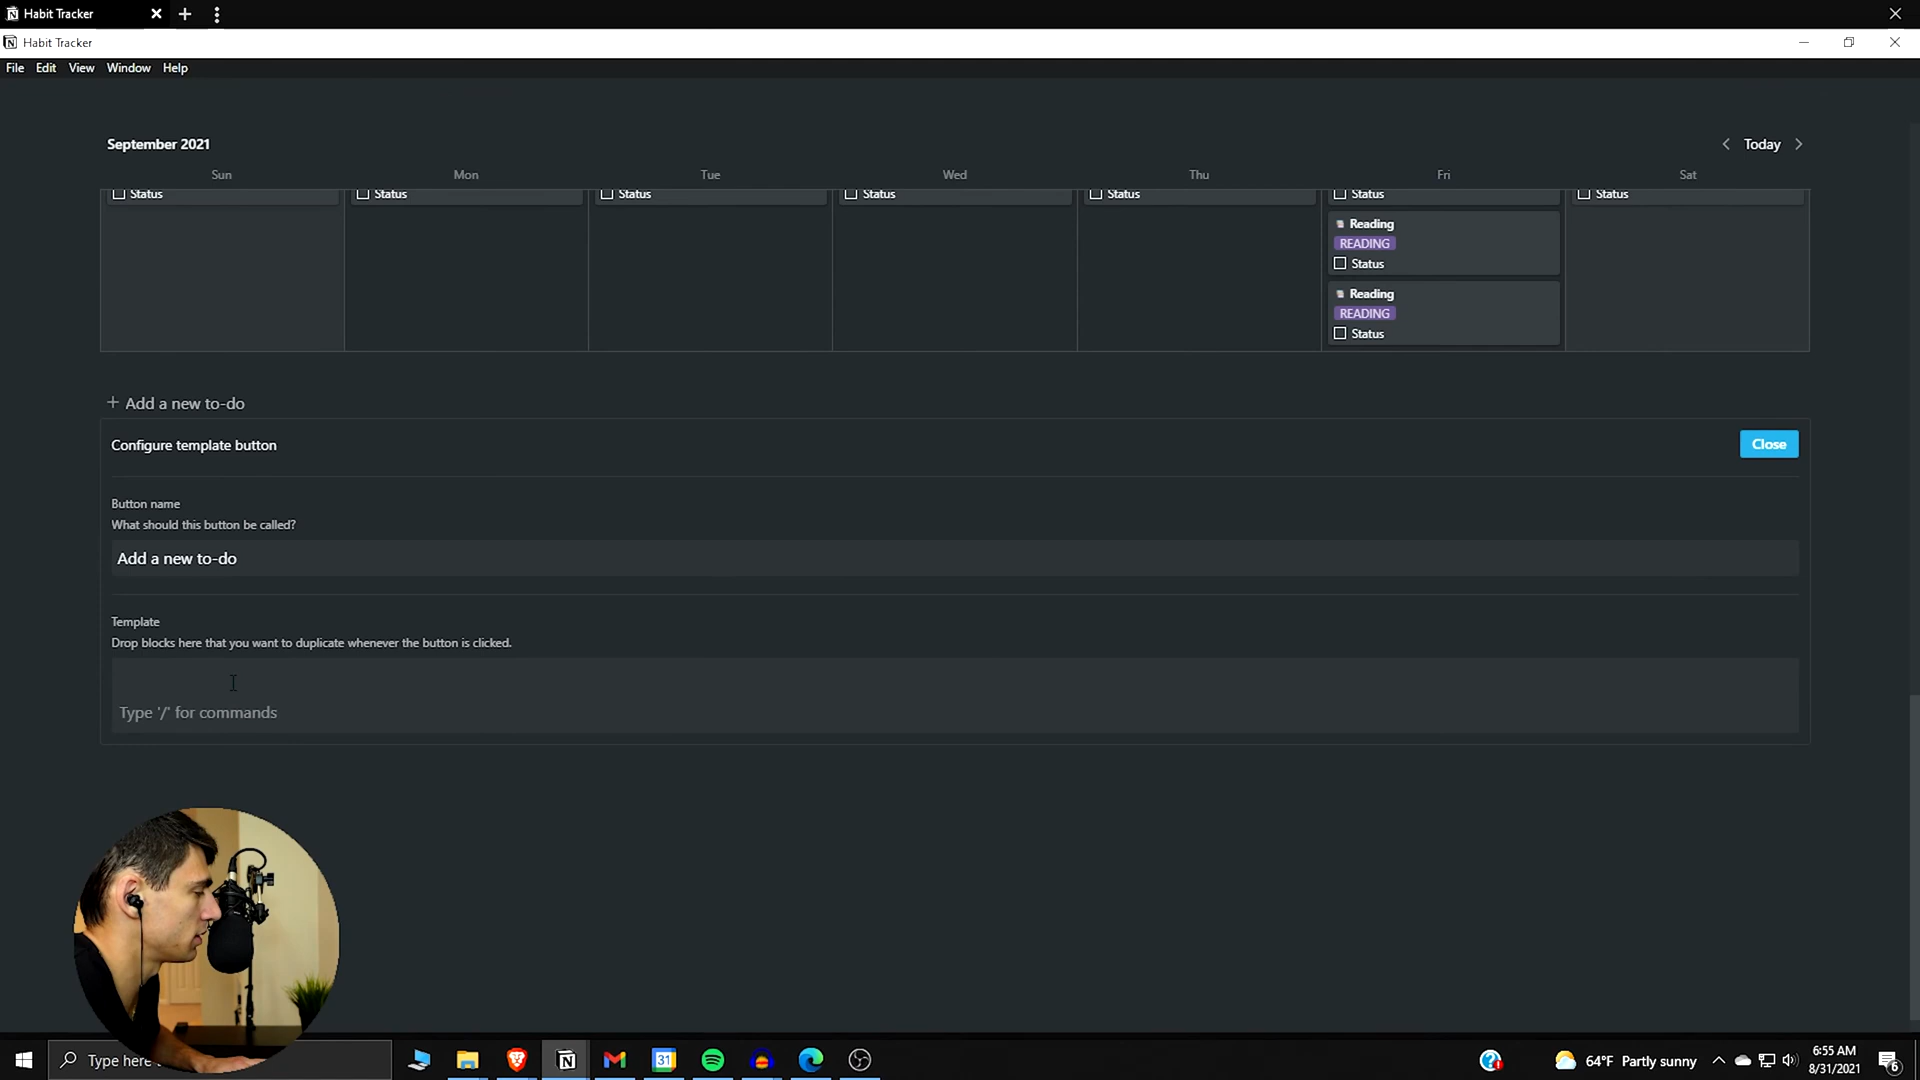 Habit Tracker
Habit Tracker
File Edit View Window Help
September 2021
Today
Sun Mon Tue Wed Thu Fri Sat
Status Status Status Status Status Status Status
Reading
READING
Status
Reading
READING
Status
+ Add a new to-do
Configure template button
Close
Button name
What should this button be called?
Add a new to-do
Template
Drop blocks here that you want to duplicate whenever the button is clicked.
Type '/' for commands
Type here
31
64°F Partly sunny
6:55 AM
8/31/2021
6